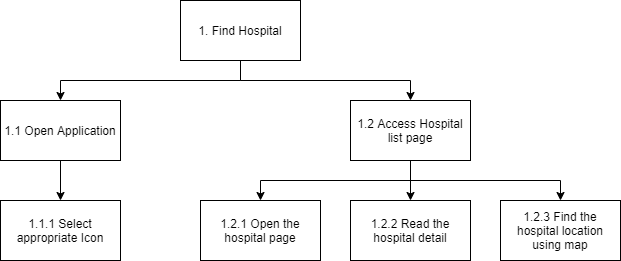 1. Find Hospital
1.1 Open Application
1.2 Access Hospital
list page
1.1.1 Select
appropriate Icon
1.2.1 Open the
hospital page
1.2.2 Read the
hospital detail
1.2.3 Find the
hospital location
using map